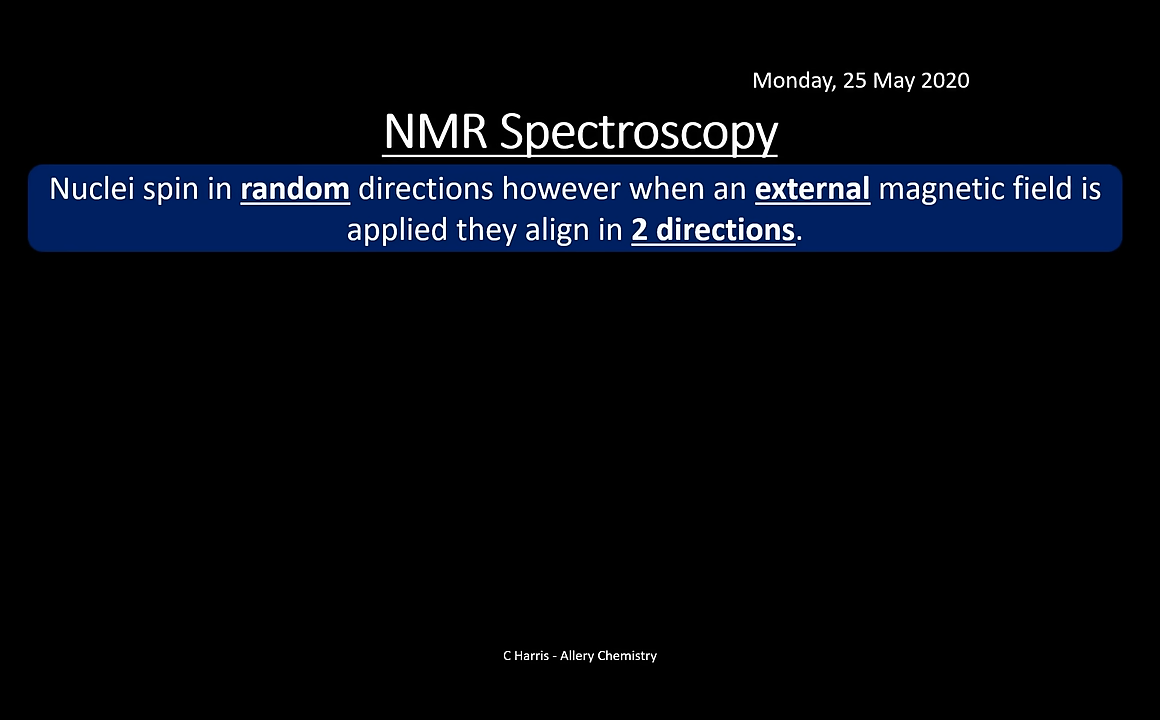 Monday, 25 May 2020
NMR Spectroscopy
Nuclei spin in random directions however when an external magnetic field is
applied they align in 2 directions.
C Harris - Allery Chemistry